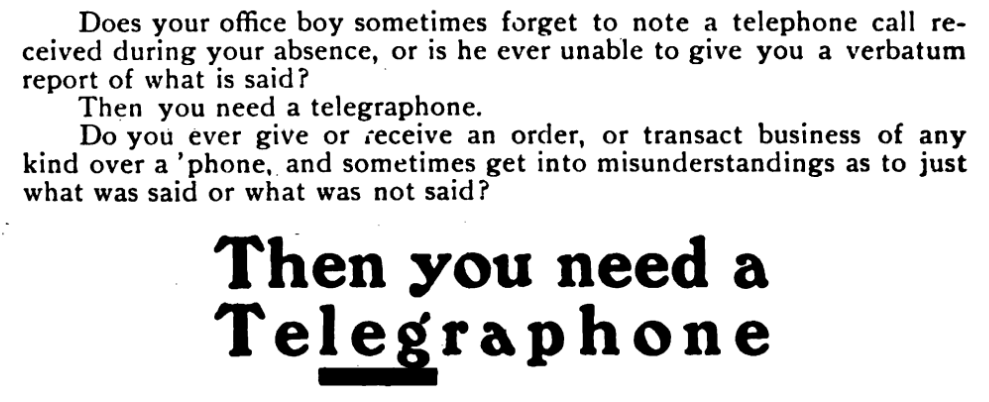 Does your office boy sometimes forget to note a telephone call re-
ceived during your absence, or is he ever unable to give you a verbatum
report of what is said?
Then you need a telegraphone.
Do you ever give or receive an order, or transact business of any
kind over a 'phone, and sometimes get into misunderstandings as to just
what was said or what was not said?
Then you need a
Telegraphone